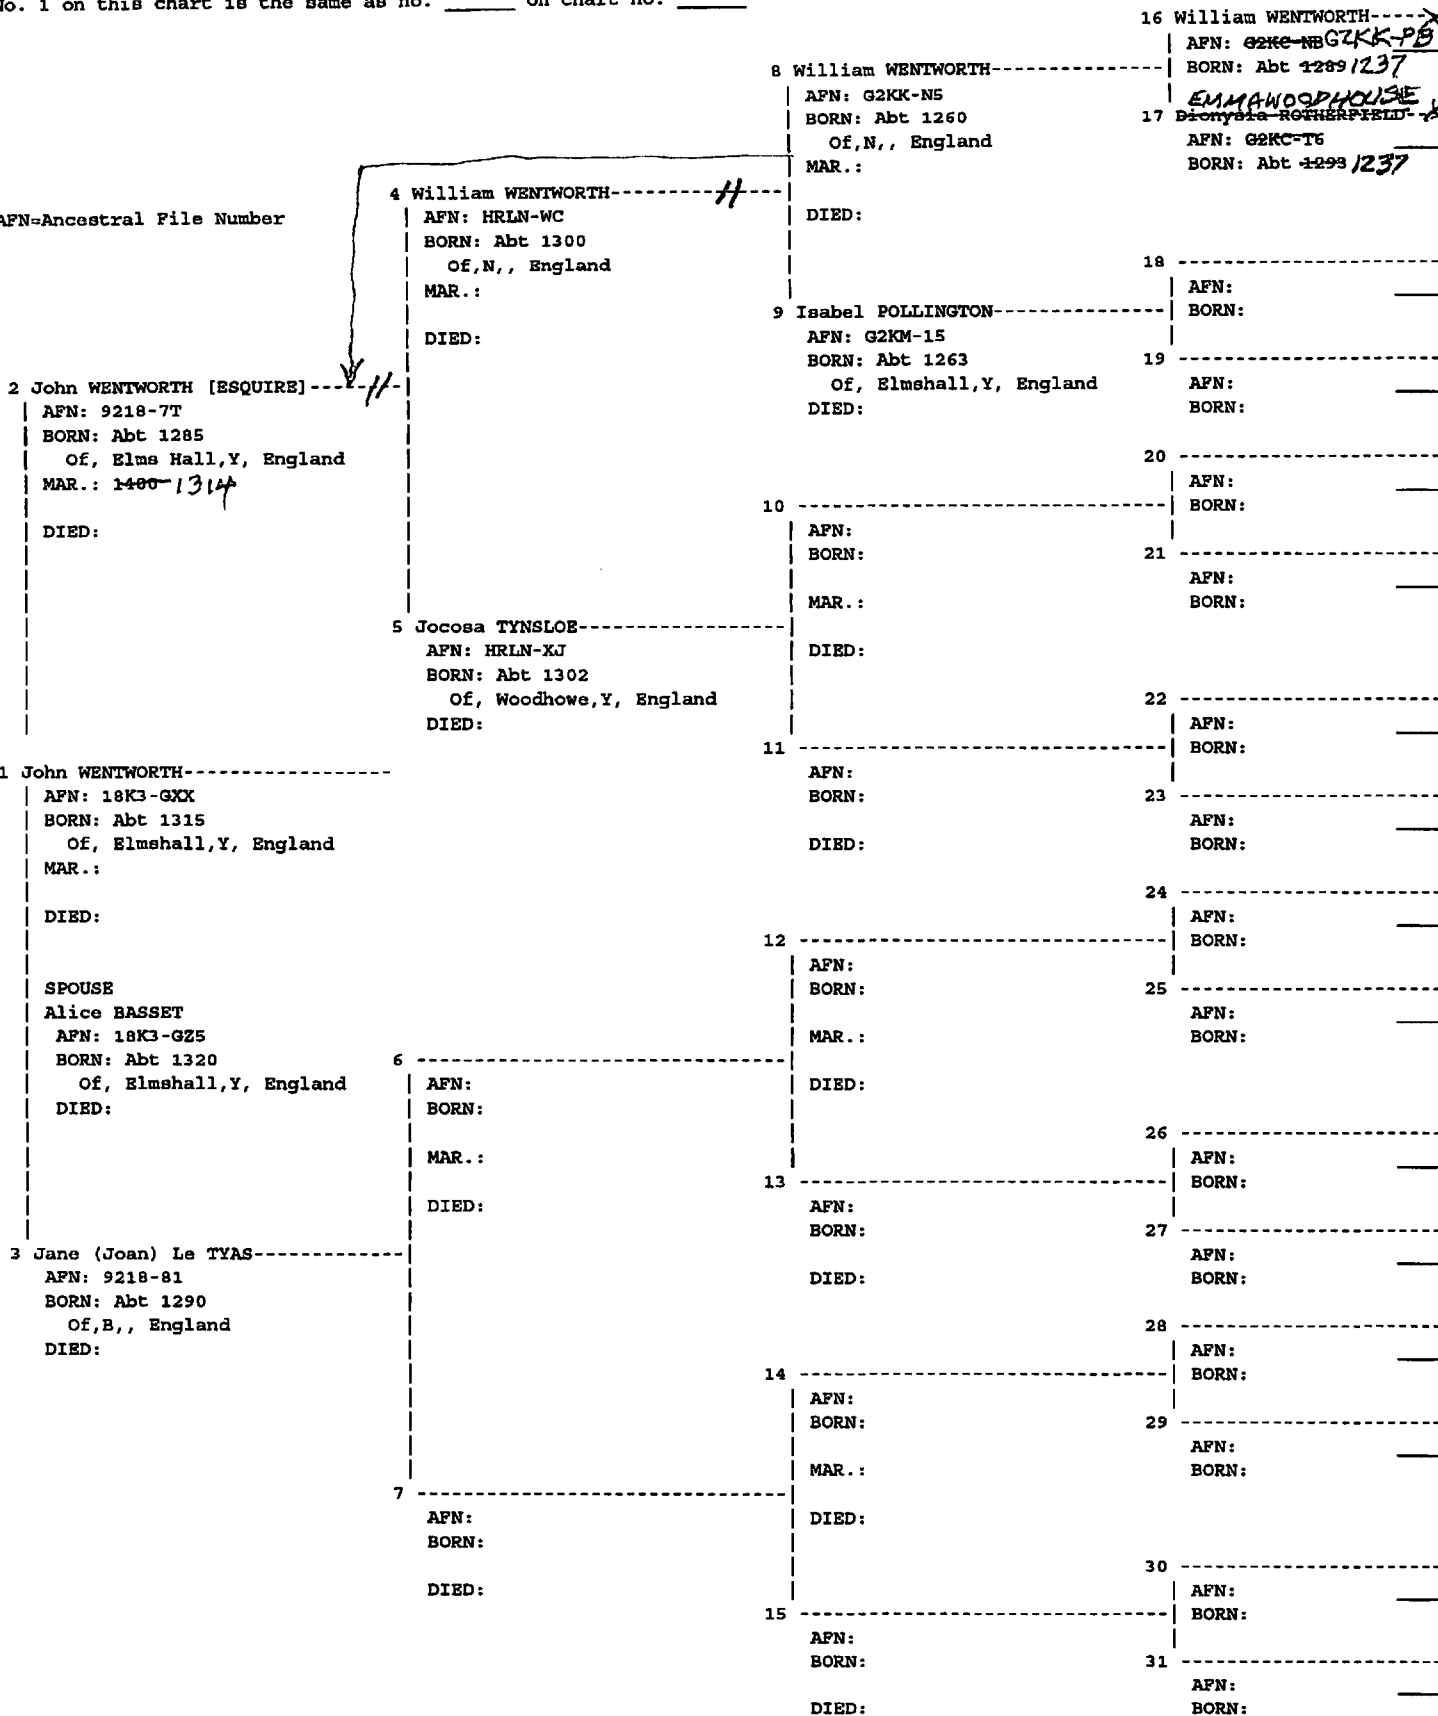 No. 1 on this chart is the same as no. ______ on chart no. ______
16 William WENTWORTH-----
AFN: G2KC-NB G2KK-PB
BORN: Abt 1289 1237
EMMA WOODHOUSE
17 Dionysia ROTHERFIELD--
AFN: G2KC-T6
BORN: Abt 1293 1237
8 William WENTWORTH--------------
AFN: G2KK-N5
BORN: Abt 1260
Of,N,, England
MAR.:
DIED:
4 William WENTWORTH--------------
AFN: HRLN-WC
BORN: Abt 1300
Of,N,, England
MAR.:
DIED:
AFN=Ancestral File Number
18 ---------------------
AFN:
BORN:
9 Isabel POLLINGTON--------------
AFN: G2KM-15
BORN: Abt 1263
Of, Elmshall,Y, England
DIED:
19 ---------------------
AFN:
BORN:
2 John WENTWORTH [ESQUIRE]-------
AFN: 9218-7T
BORN: Abt 1285
Of, Elms Hall,Y, England
MAR.: 1400 1314
DIED:
20 ---------------------
AFN:
BORN:
10 ------------------------------
AFN:
BORN:
MAR.:
DIED:
21 ---------------------
AFN:
BORN:
5 Jocosa TYNSLOE-----------------
AFN: HRLN-XJ
BORN: Abt 1302
Of, Woodhowe,Y, England
DIED:
22 ---------------------
AFN:
BORN:
11 ------------------------------
AFN:
BORN:
DIED:
23 ---------------------
AFN:
BORN:
1 John WENTWORTH-----------------
AFN: 18K3-GXX
BORN: Abt 1315
Of, Elmshall,Y, England
MAR.:
DIED:
SPOUSE
Alice BASSET
AFN: 18K3-GZ5
BORN: Abt 1320
Of, Elmshall,Y, England
DIED:
24 ---------------------
AFN:
BORN:
12 ------------------------------
AFN:
BORN:
MAR.:
DIED:
25 ---------------------
AFN:
BORN:
6 -------------------------------
AFN:
BORN:
MAR.:
DIED:
26 ---------------------
AFN:
BORN:
13 ------------------------------
AFN:
BORN:
DIED:
27 ---------------------
AFN:
BORN:
3 Jane (Joan) Le TYAS------------
AFN: 9218-81
BORN: Abt 1290
Of,B,, England
DIED:
28 ---------------------
AFN:
BORN:
14 ------------------------------
AFN:
BORN:
MAR.:
DIED:
29 ---------------------
AFN:
BORN:
7 -------------------------------
AFN:
BORN:
DIED:
30 ---------------------
AFN:
BORN:
15 ------------------------------
AFN:
BORN:
DIED:
31 ---------------------
AFN:
BORN: